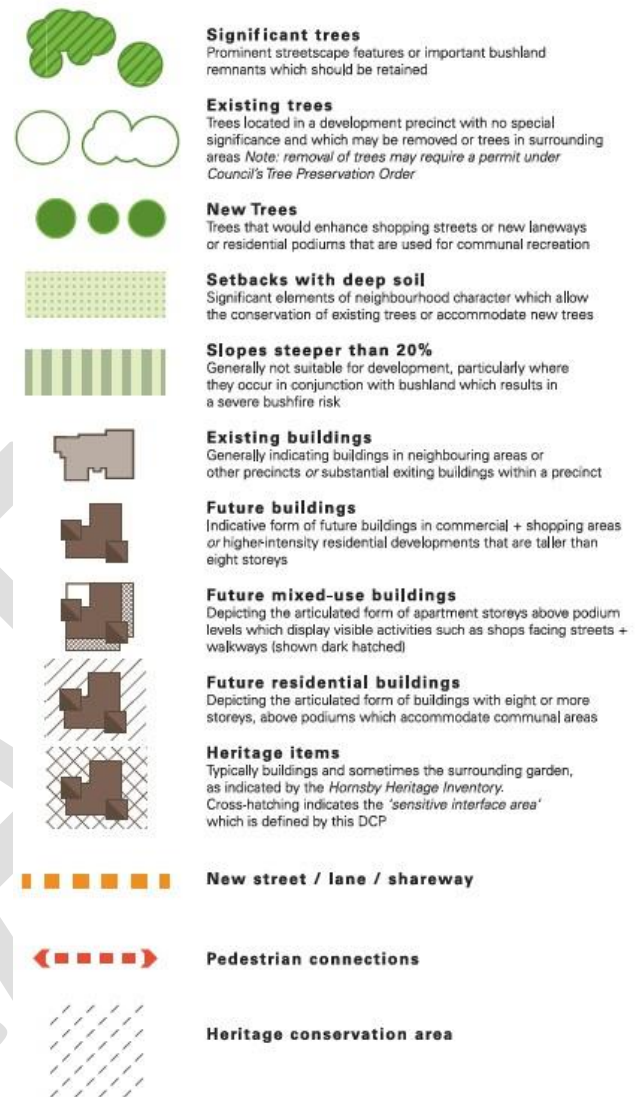 Significant trees
Prominent streetscape features or important bushland
remnants which should be retained
Existing trees
Trees located in a development precinct with no special
significance and which may be removed or trees in surrounding
areas Note: removal of trees may require a permit under
Council's Tree Preservation Order
New Trees
Trees that would enhance shopping streets or new laneways
or residential podiums that are used for communal recreation
Setbacks with deep soil
Significant elements of neighbourhood character which allow
the conservation of existing trees or accommodate new trees
Slopes steeper than 20%
Generally not suitable for development, particularly where
they occur in conjunction with bushland which results in
a severe bushfire risk
Existing buildings
Generally indicating buildings in neighbouring areas or
other precincts or substantial exiting buildings within a precinct
Future buildings
Indicative form of future buildings in commercial + shopping areas
or higher-intensity residential developments that are taller than
eight storeys
Future mixed-use buildings
Depicting the articulated form of apartment storeys above podium
levels which display visible activities such as shops facing streets +
walkways (shown dark hatched)
Future residential buildings
Depicting the articulated form of buildings with eight or more
storeys, above podiums which accommodate communal areas
Heritage items
Typically buildings and sometimes the surrounding garden,
as indicated by the Hornsby Heritage Inventory.
Cross-hatching indicates the 'sensitive interface area'
which is defined by this DCP
New street / lane / shareway
Pedestrian connections
Heritage conservation area